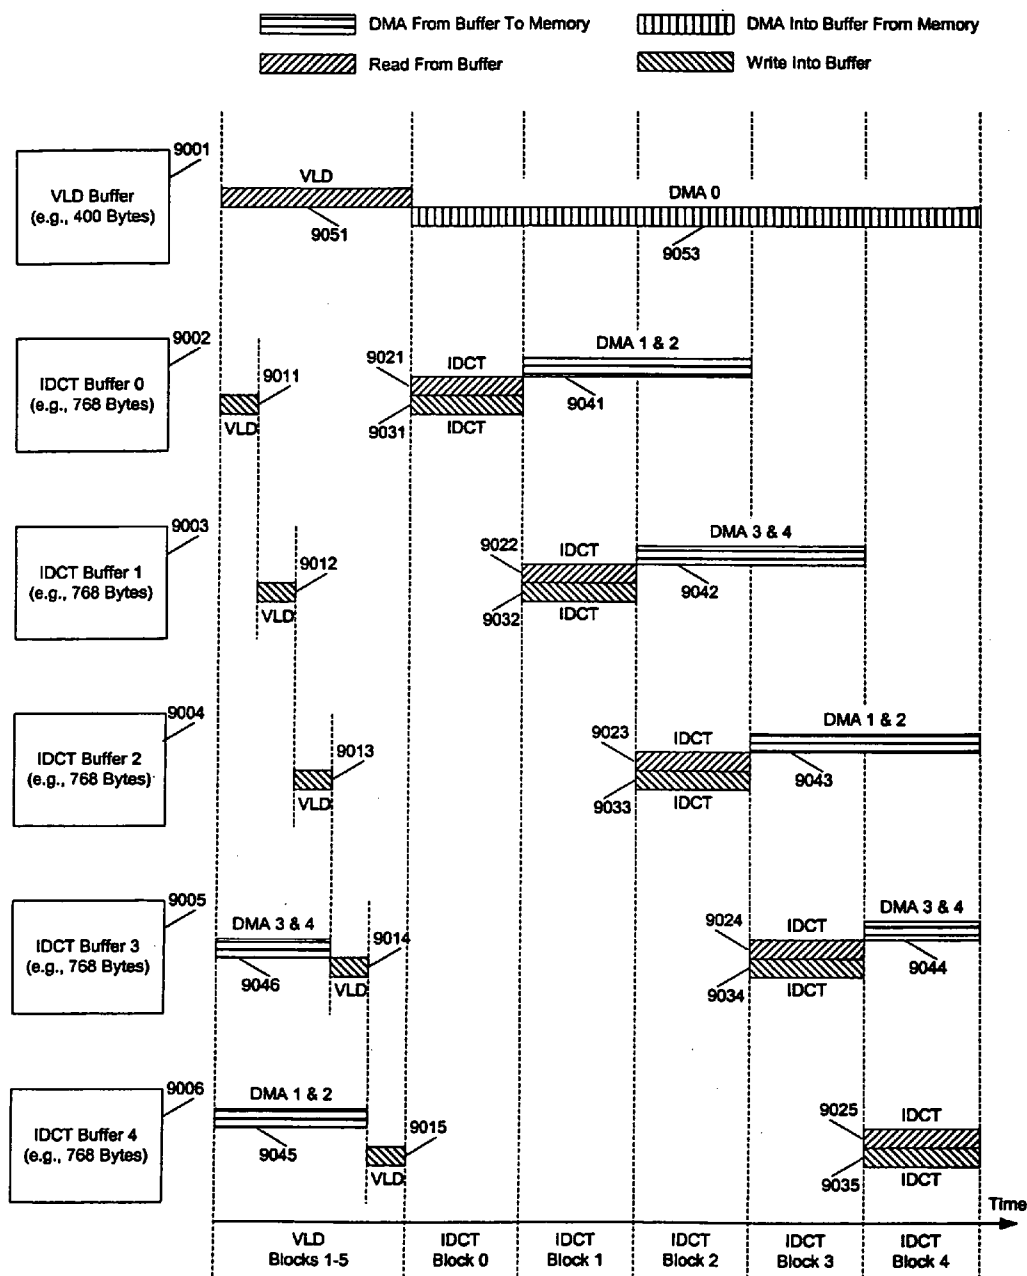 DMA From Buffer To Memory
DMA Into Buffer From Memory
Read From Buffer
Write Into Buffer
9001
VLD Buffer
(e.g., 400 Bytes)
VLD
9051
DMA 0
9053
9002
IDCT Buffer 0
(e.g., 768 Bytes)
9011
VLD
9021
IDCT
9031
IDCT
DMA 1 & 2
9041
9003
IDCT Buffer 1
(e.g., 768 Bytes)
9012
VLD
9022
IDCT
9032
IDCT
DMA 3 & 4
9042
9004
IDCT Buffer 2
(e.g., 768 Bytes)
9013
VLD
9023
IDCT
9033
IDCT
DMA 1 & 2
9043
9005
IDCT Buffer 3
(e.g., 768 Bytes)
DMA 3 & 4
9046
9014
VLD
9024
IDCT
9034
IDCT
DMA 3 & 4
9044
9006
IDCT Buffer 4
(e.g., 768 Bytes)
DMA 1 & 2
9045
9015
VLD
9025
IDCT
9035
IDCT
Time
VLD
Blocks 1-5
IDCT
Block 0
IDCT
Block 1
IDCT
Block 2
IDCT
Block 3
IDCT
Block 4